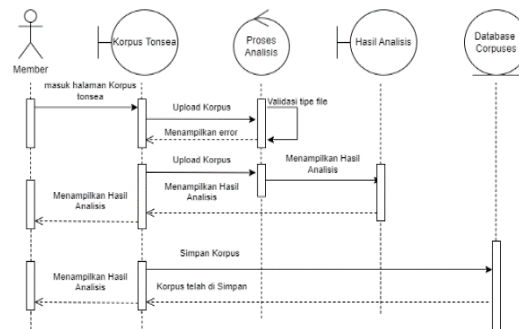 Member
Korpus Tonsea
Proses
Analisis
Hasil Analisis
Database
Corpuses
masuk halaman Korpus
tonsea
Upload Korpus
Validasi tipe file
Menampilkan error
Upload Korpus
Menampilkan Hasil
Analisis
Menampilkan Hasil
Analisis
Menampilkan Hasil
Analisis
Simpan Korpus
Menampilkan Hasil
Analisis
Korpus telah di Simpan